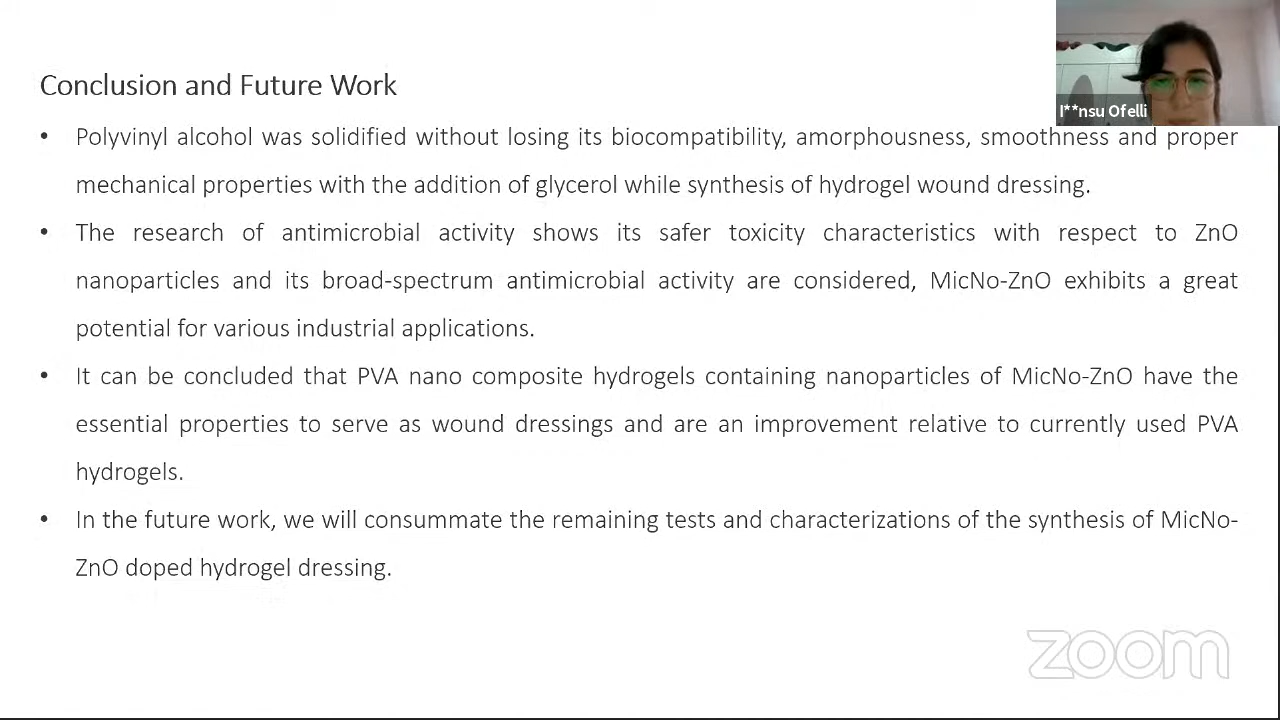 Conclusion and Future Work
I**nsu Ofelli
• Polyvinyl alcohol was solidified without losing its biocompatibility, amorphousness, smoothness and proper
mechanical properties with the addition of glycerol while synthesis of hydrogel wound dressing.
• The research of antimicrobial activity shows its safer toxicity characteristics with respect to ZnO
nanoparticles and its broad-spectrum antimicrobial activity are considered, MicNo-ZnO exhibits a great
potential for various industrial applications.
• It can be concluded that PVA nano composite hydrogels containing nanoparticles of MicNo-ZnO have the
essential properties to serve as wound dressings and are an improvement relative to currently used PVA
hydrogels.
• In the future work, we will consummate the remaining tests and characterizations of the synthesis of MicNo-
ZnO doped hydrogel dressing.
zoom